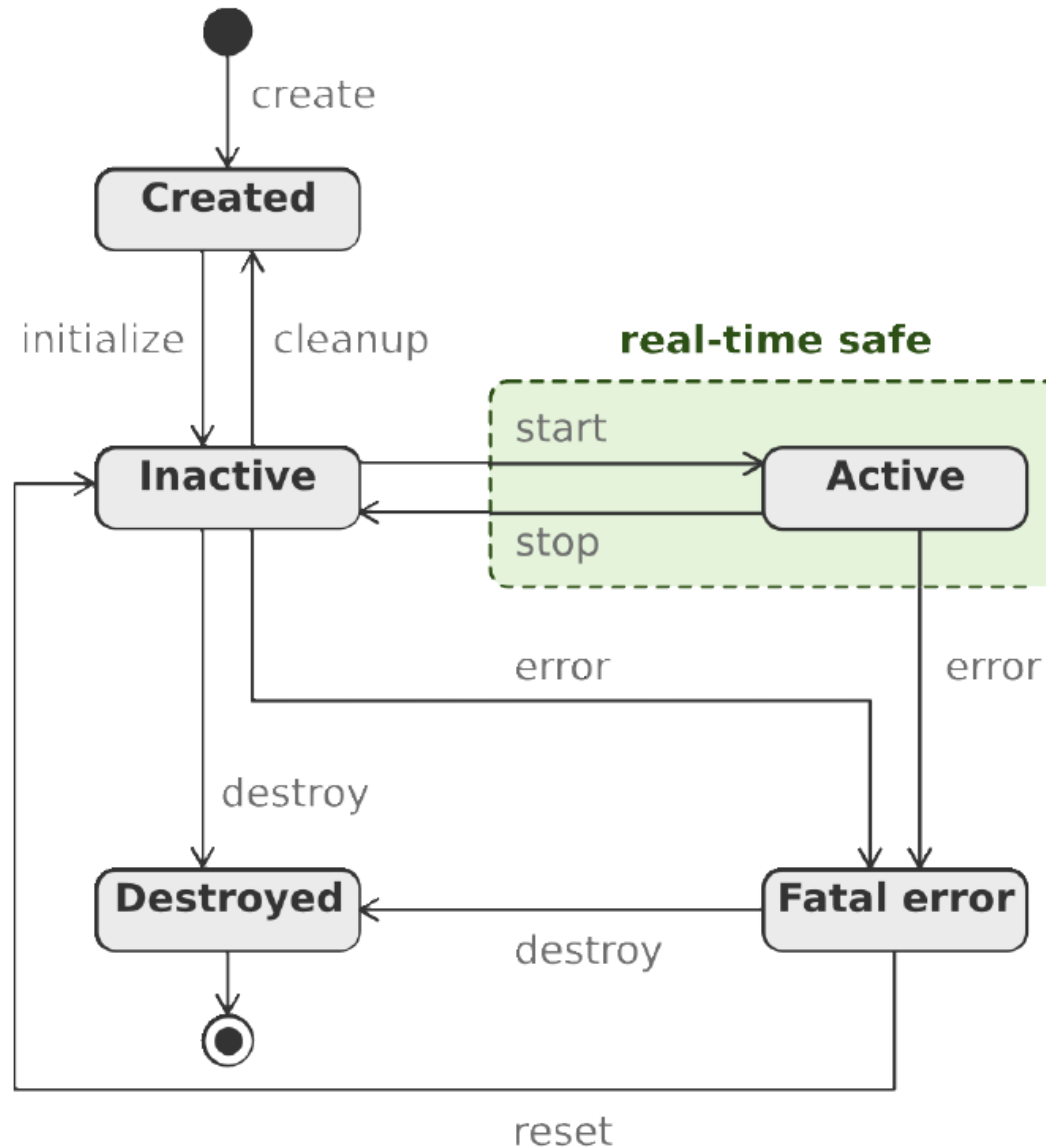 create
Created
initialize
cleanup
real-time safe
start
Inactive
Active
stop
error
error
destroy
Destroyed
Fatal error
destroy
reset